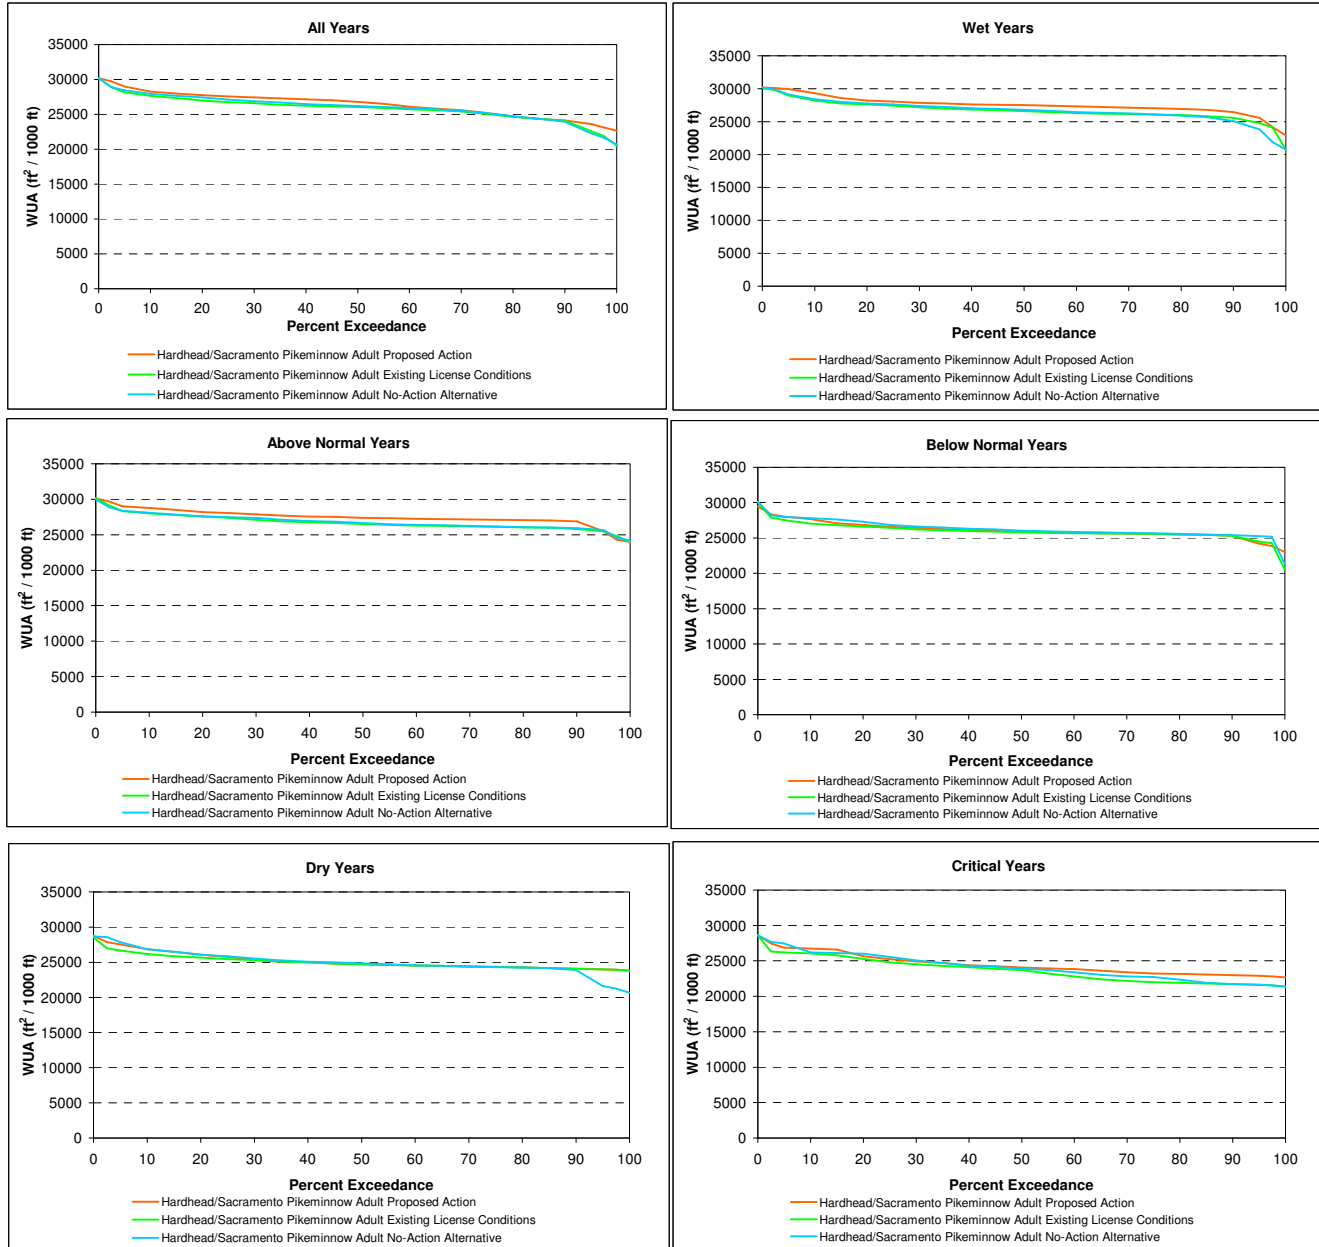 All Years
35000
30000
25000
20000
15000
10000
5000
0
WUA (ft² / 1000 ft)
0 10 20 30 40 50 60 70 80 90 100
Percent Exceedance
Hardhead/Sacramento Pikeminnow Adult Proposed Action
Hardhead/Sacramento Pikeminnow Adult Existing License Conditions
Hardhead/Sacramento Pikeminnow Adult No-Action Alternative
Wet Years
35000
30000
25000
20000
15000
10000
5000
0
WUA (ft² / 1000 ft)
0 10 20 30 40 50 60 70 80 90 100
Percent Exceedance
Hardhead/Sacramento Pikeminnow Adult Proposed Action
Hardhead/Sacramento Pikeminnow Adult Existing License Conditions
Hardhead/Sacramento Pikeminnow Adult No-Action Alternative
Above Normal Years
35000
30000
25000
20000
15000
10000
5000
0
WUA (ft² / 1000 ft)
0 10 20 30 40 50 60 70 80 90 100
Percent Exceedance
Hardhead/Sacramento Pikeminnow Adult Proposed Action
Hardhead/Sacramento Pikeminnow Adult Existing License Conditions
Hardhead/Sacramento Pikeminnow Adult No-Action Alternative
Below Normal Years
35000
30000
25000
20000
15000
10000
5000
0
WUA (ft² / 1000 ft)
0 10 20 30 40 50 60 70 80 90 100
Percent Exceedance
Hardhead/Sacramento Pikeminnow Adult Proposed Action
Hardhead/Sacramento Pikeminnow Adult Existing License Conditions
Hardhead/Sacramento Pikeminnow Adult No-Action Alternative
Dry Years
35000
30000
25000
20000
15000
10000
5000
0
WUA (ft² / 1000 ft)
0 10 20 30 40 50 60 70 80 90 100
Percent Exceedance
Hardhead/Sacramento Pikeminnow Adult Proposed Action
Hardhead/Sacramento Pikeminnow Adult Existing License Conditions
Hardhead/Sacramento Pikeminnow Adult No-Action Alternative
Critical Years
35000
30000
25000
20000
15000
10000
5000
0
WUA (ft² / 1000 ft)
0 10 20 30 40 50 60 70 80 90 100
Percent Exceedance
Hardhead/Sacramento Pikeminnow Adult Proposed Action
Hardhead/Sacramento Pikeminnow Adult Existing License Conditions
Hardhead/Sacramento Pikeminnow Adult No-Action Alternative